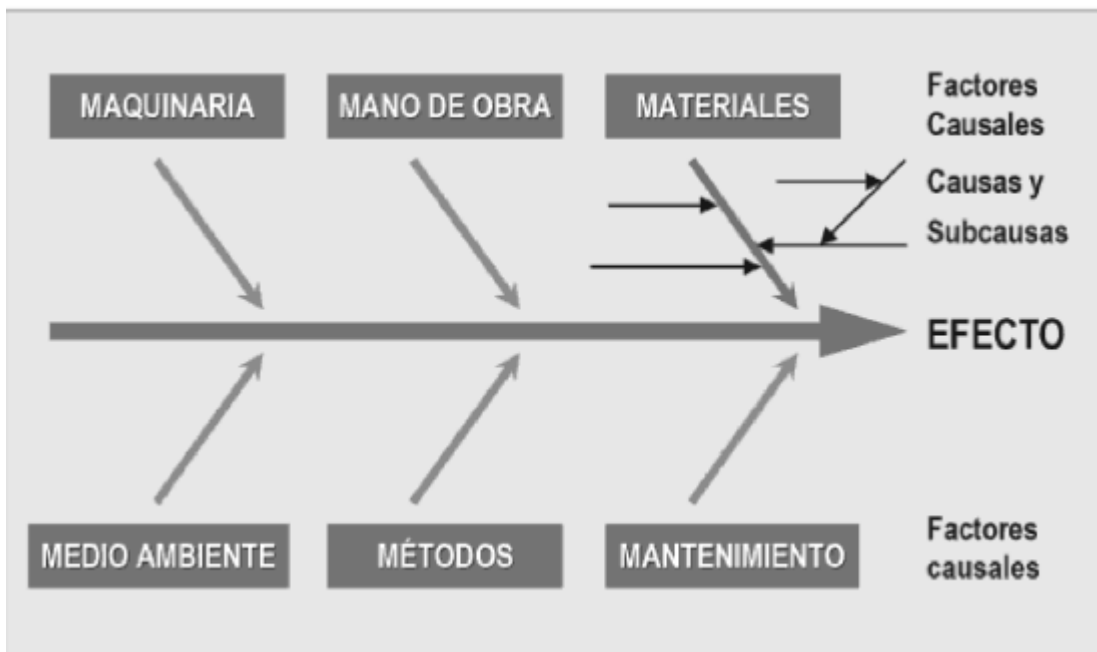 MAQUINARIA
MANO DE OBRA
MATERIALES
Factores
Causales
Causas y
Subcausas
EFECTO
MEDIO AMBIENTE
MÉTODOS
MANTENIMIENTO
Factores
causales